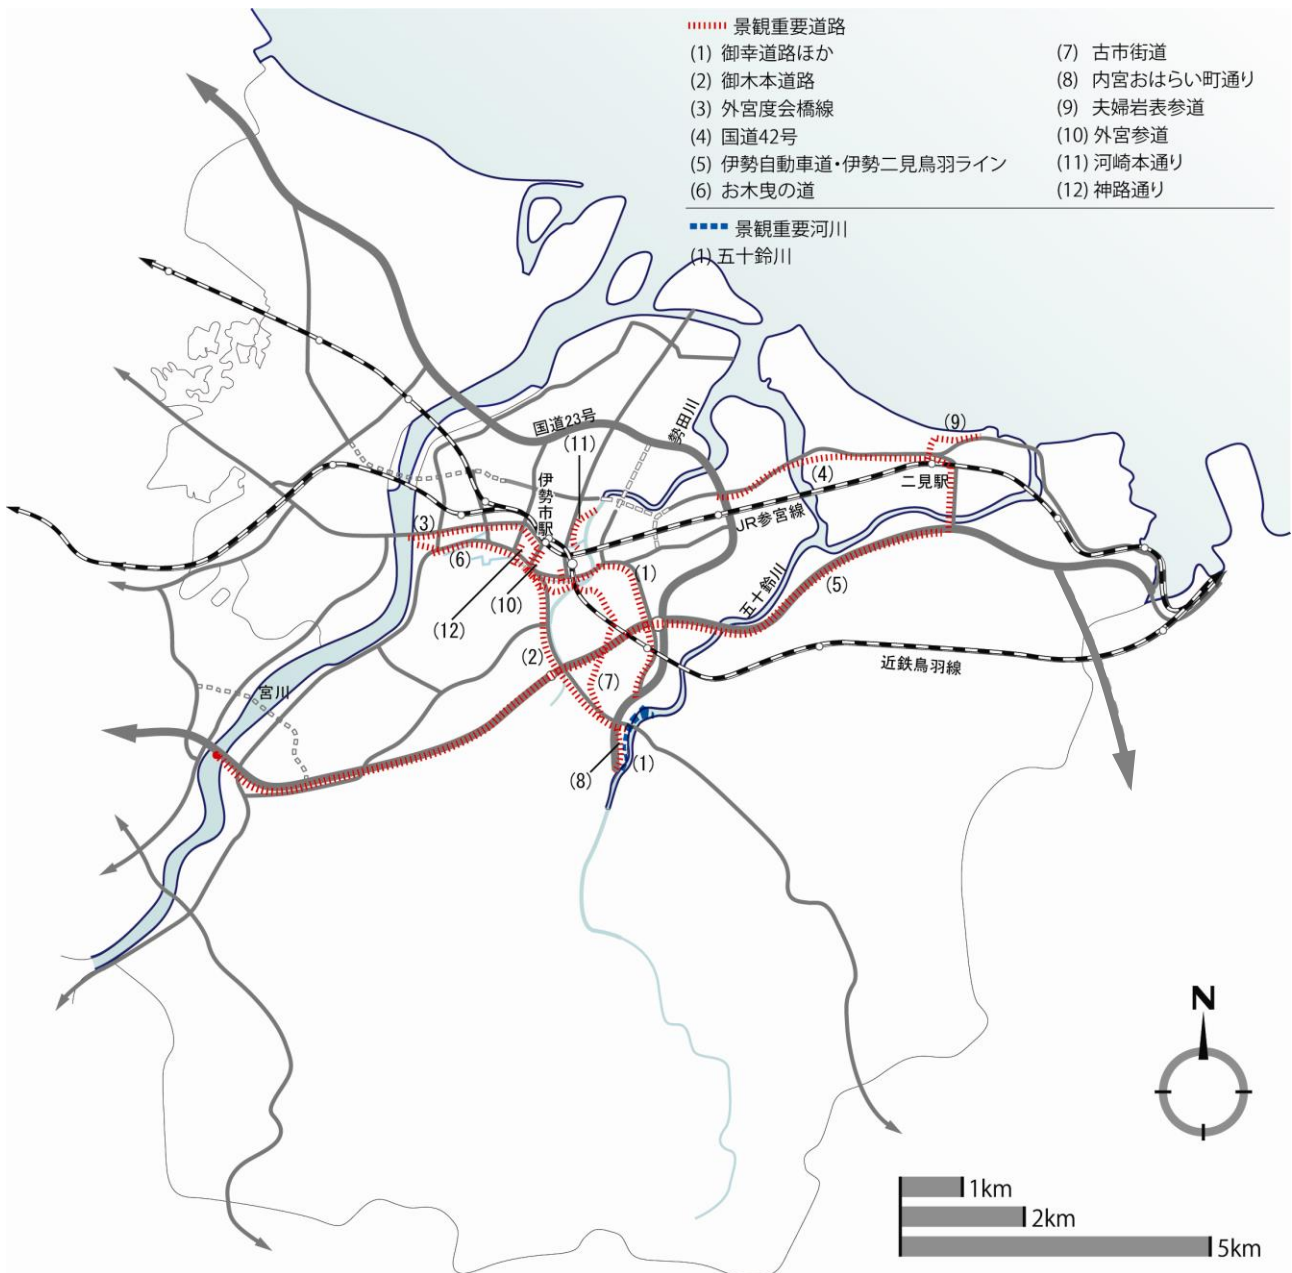 景観重要道路
(1) 御幸道路ほか
(2) 御木本道路
(3) 外宮度会橋線
(4) 国道42号
(5) 伊勢自動車道・伊勢二見鳥羽ライン
(6) お木曳の道
(7) 古市街道
(8) 内宮おはらい町通り
(9) 夫婦岩表参道
(10) 外宮参道
(11) 河崎本通り
(12) 神路通り
景観重要河川
(1) 五十鈴川
国道23号
勢田川
(9)
(11)
(4)
二見駅
伊勢市駅
JR参宮線
(3)
(6)
(1)
五十鈴川
(5)
(10)
(12)
(2)
近鉄鳥羽線
(7)
宮川
(8)
(1)
N
1km
2km
5km